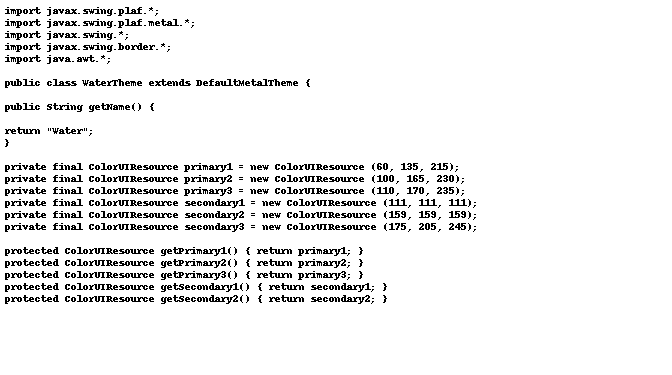 import javax.swing.plaf.*;
import javax.swing.plaf.metal.*;
import javax.swing.*;
import javax.swing.border.*;
import java.awt.*;

public class WaterTheme extends DefaultMetalTheme {

public String getName() {

return "Water";
}

private final ColorUIResource primary1 = new ColorUIResource (60, 135, 215);
private final ColorUIResource primary2 = new ColorUIResource (100, 165, 230);
private final ColorUIResource primary3 = new ColorUIResource (110, 170, 235);
private final ColorUIResource secondary1 = new ColorUIResource (111, 111, 111);
private final ColorUIResource secondary2 = new ColorUIResource (159, 159, 159);
private final ColorUIResource secondary3 = new ColorUIResource (175, 205, 245);

protected ColorUIResource getPrimary1() { return primary1; }
protected ColorUIResource getPrimary2() { return primary2; }
protected ColorUIResource getPrimary3() { return primary3; }
protected ColorUIResource getSecondary1() { return secondary1; }
protected ColorUIResource getSecondary2() { return secondary2; }